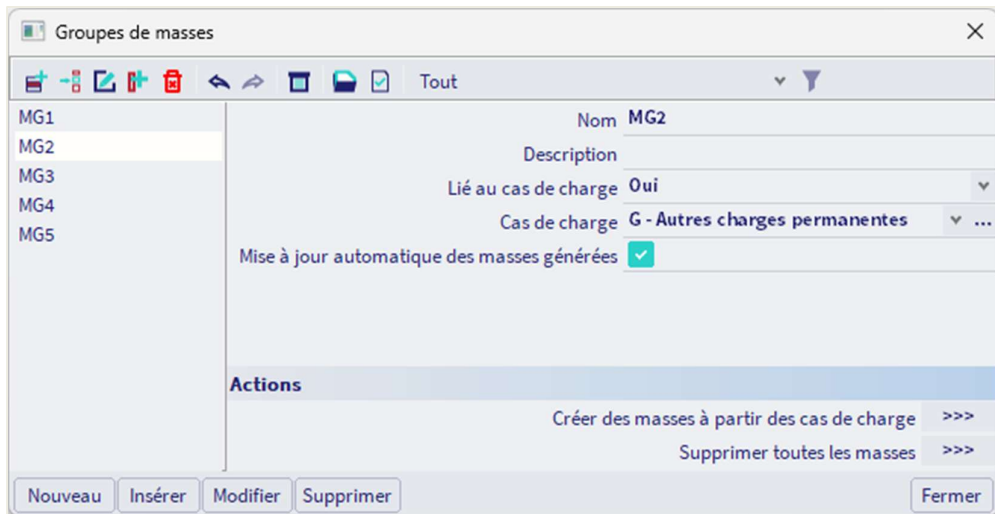 Groupes de masses
Tout
MG1
MG2
MG3
MG4
MG5
Nom MG2
Description
Lié au cas de charge Oui
Cas de charge G - Autres charges permanentes ...
Mise à jour automatique des masses générées
Actions
Créer des masses à partir des cas de charge >>>
Supprimer toutes les masses >>>
Nouveau Insérer Modifier Supprimer Fermer